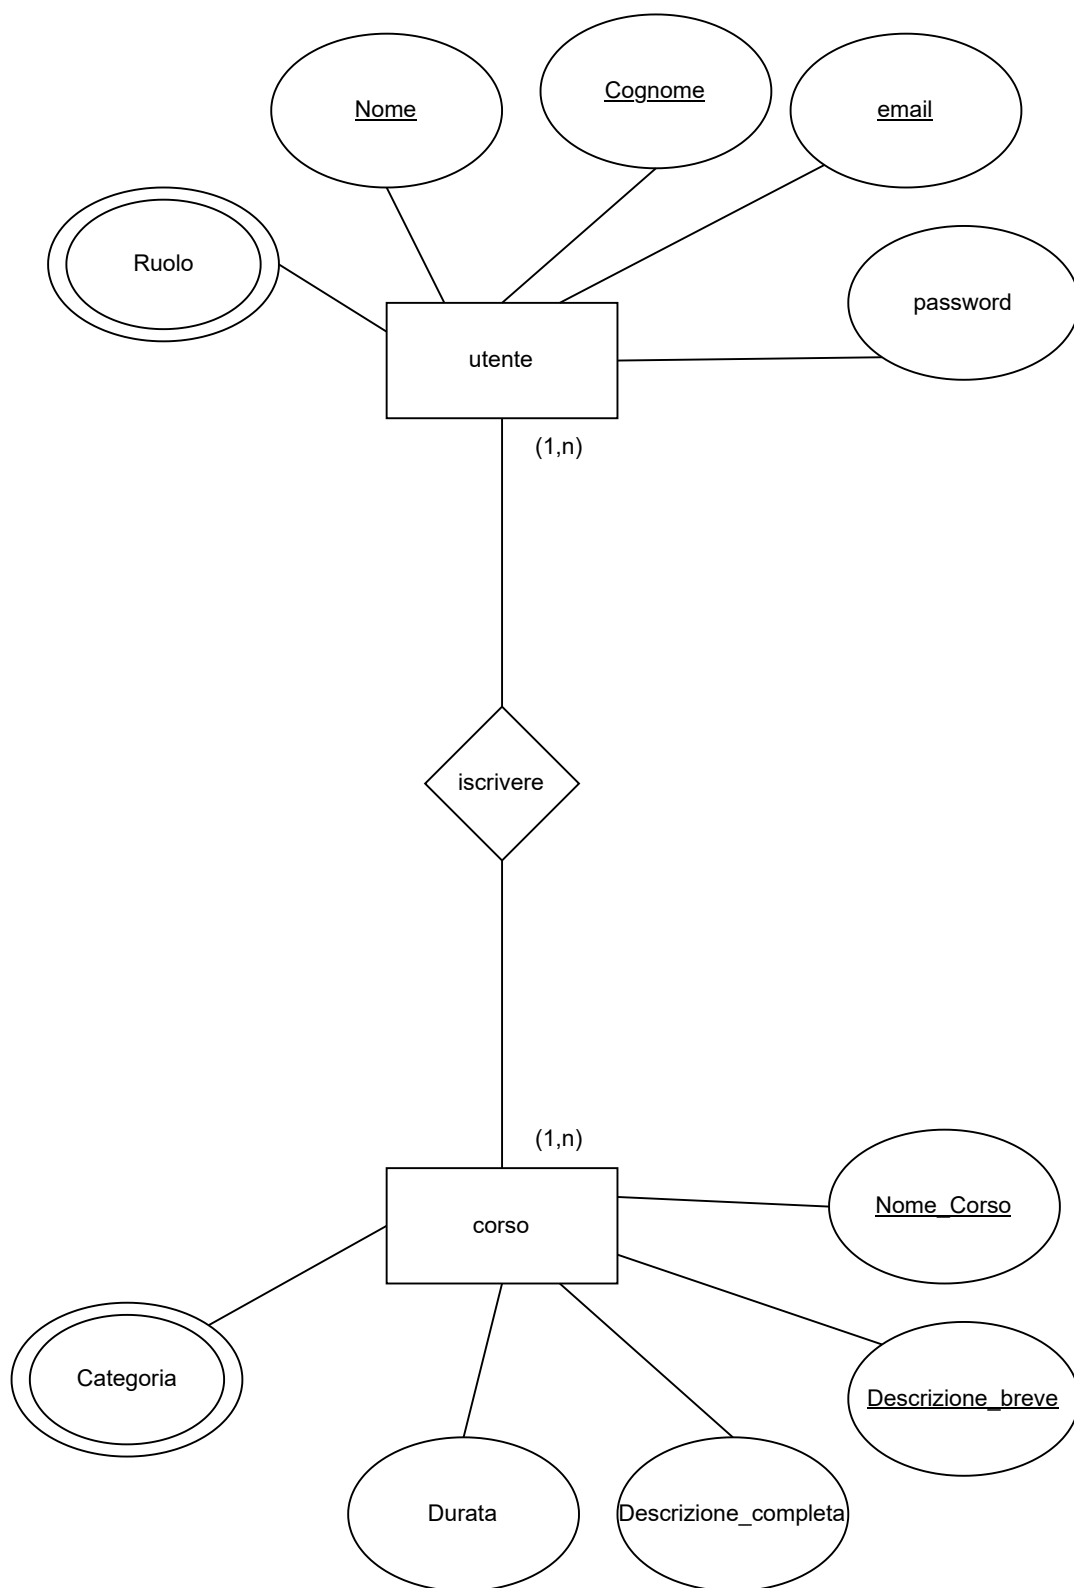 Nome
Cognome
email
Ruolo
password
utente
(1,n)
iscrivere
(1,n)
corso
Nome_Corso
Categoria
Descrizione_breve
Durata
Descrizione_completa